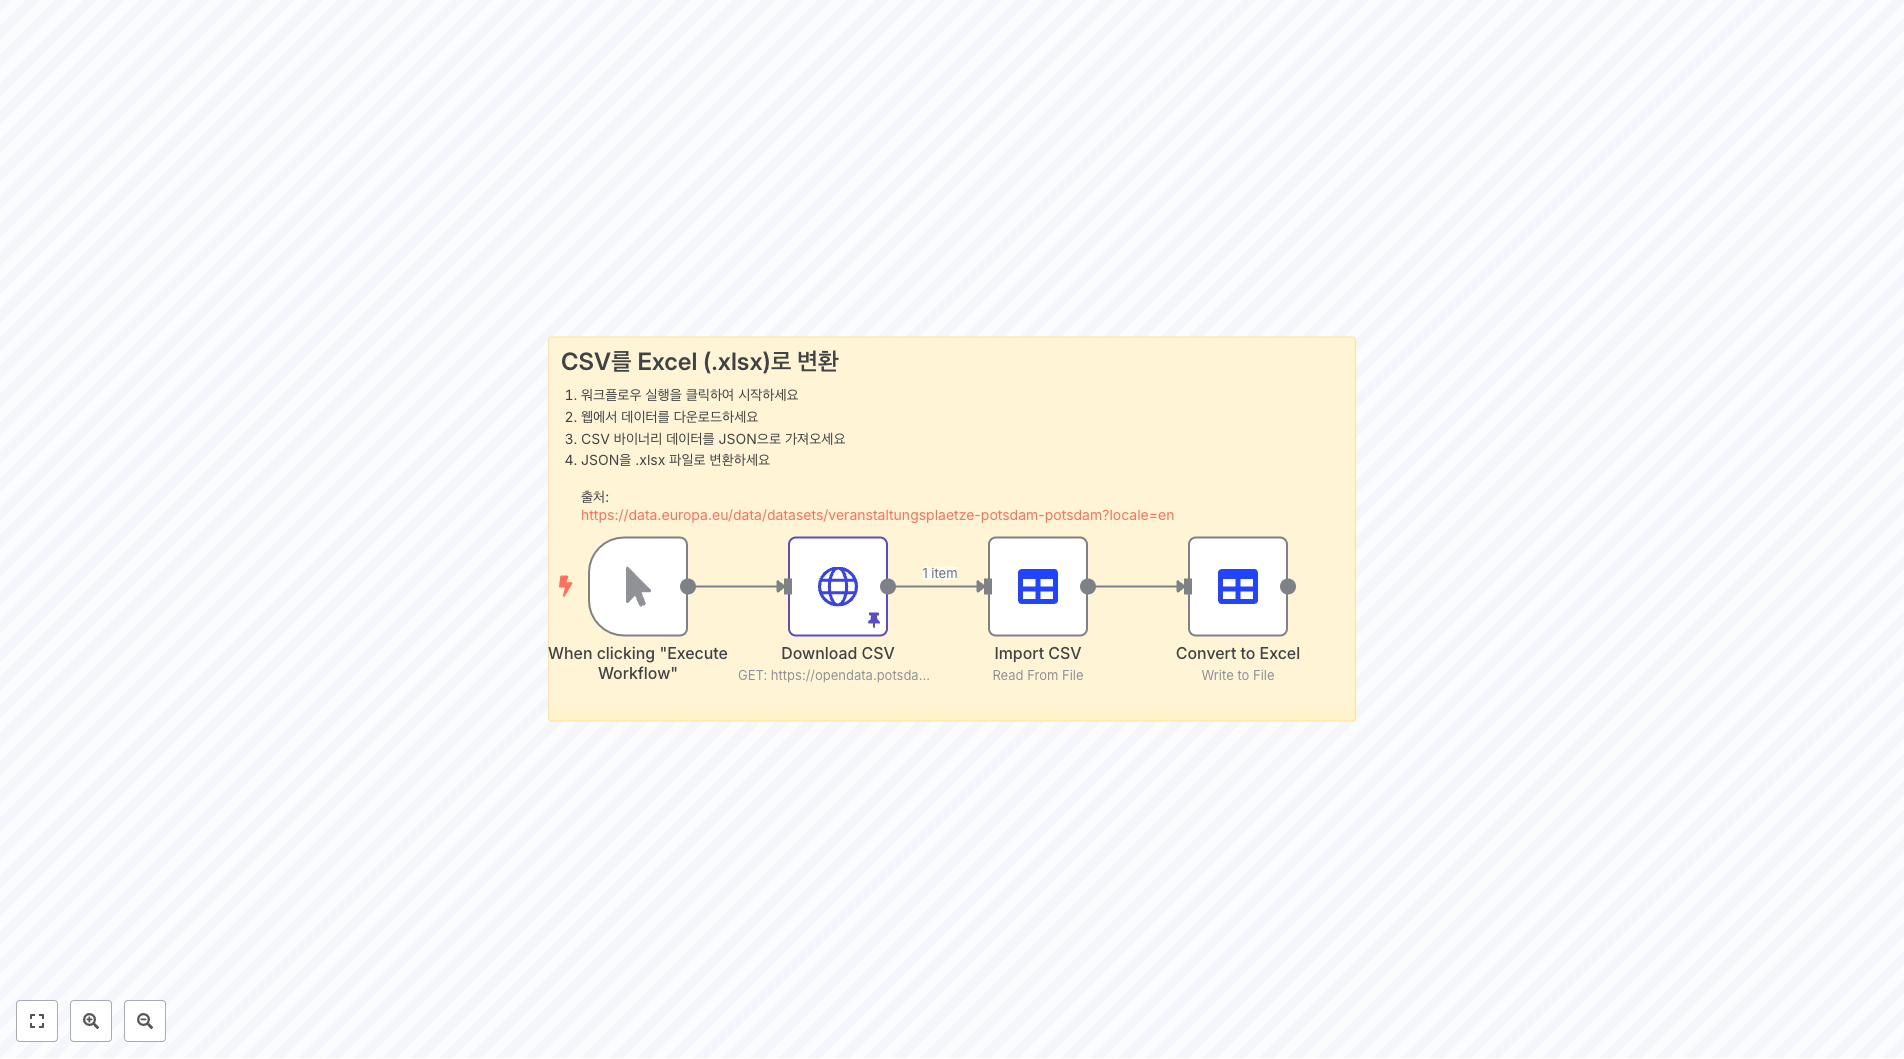 CSV를 Excel (.xlsx)로 변환
1. 워크플로우 실행을 클릭하여 시작하세요
2. 웹에서 데이터를 다운로드하세요
3. CSV 바이너리 데이터를 JSON으로 가져오세요
4. JSON을 .xlsx 파일로 변환하세요
출처:
https://data.europa.eu/data/datasets/veranstaltungsplaetze-potsdam-potsdam?locale=en
1 item
When clicking "Execute
Workflow"
Download CSV
GET: https://opendata.potsda...
Import CSV
Read From File
Convert to Excel
Write to File